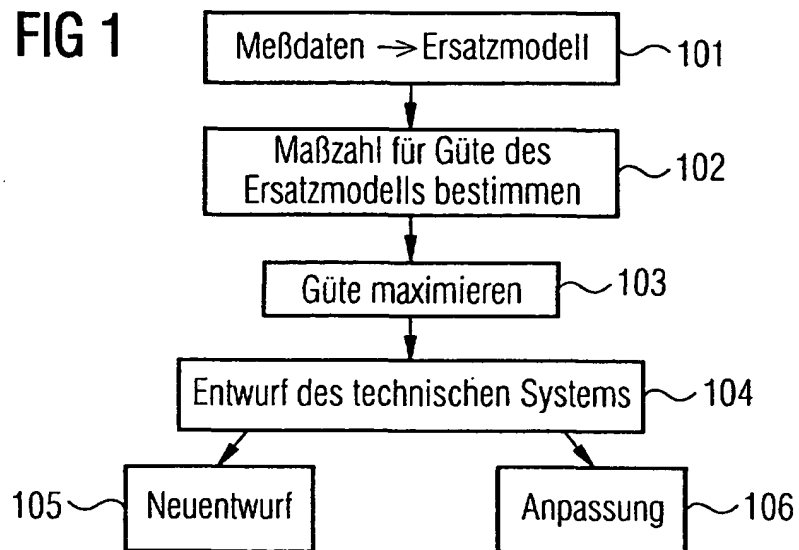 FIG 1
Meßdaten → Ersatzmodell
101
Maßzahl für Güte des
Ersatzmodells bestimmen
102
Güte maximieren
103
Entwurf des technischen Systems
104
105
Neuentwurf
Anpassung
106